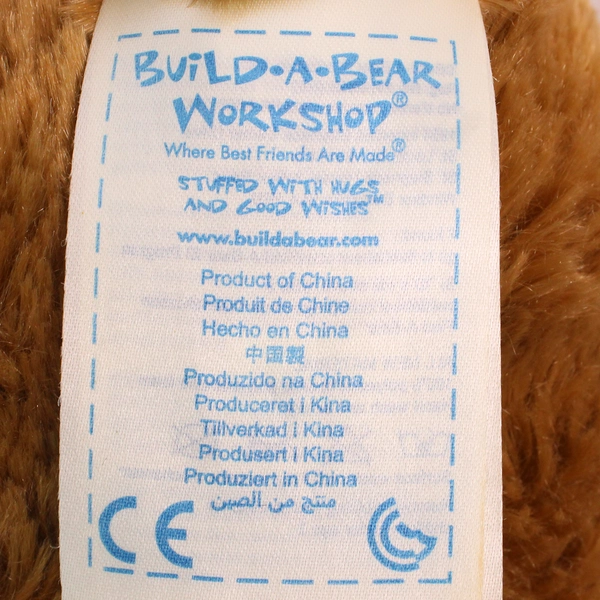 BUILD•A•BEAR
WORKSHOP®
Where Best Friends Are Made®
STUFFED WITH HUGS
AND GOOD WISHES™
www.buildabear.com
Product of China
Produit de Chine
Hecho en China
中国製
Produzido na China
Produceret i Kina
Tillverkad i Kina
Produsert i Kina
Produziert in China
منتج من الصين
CE